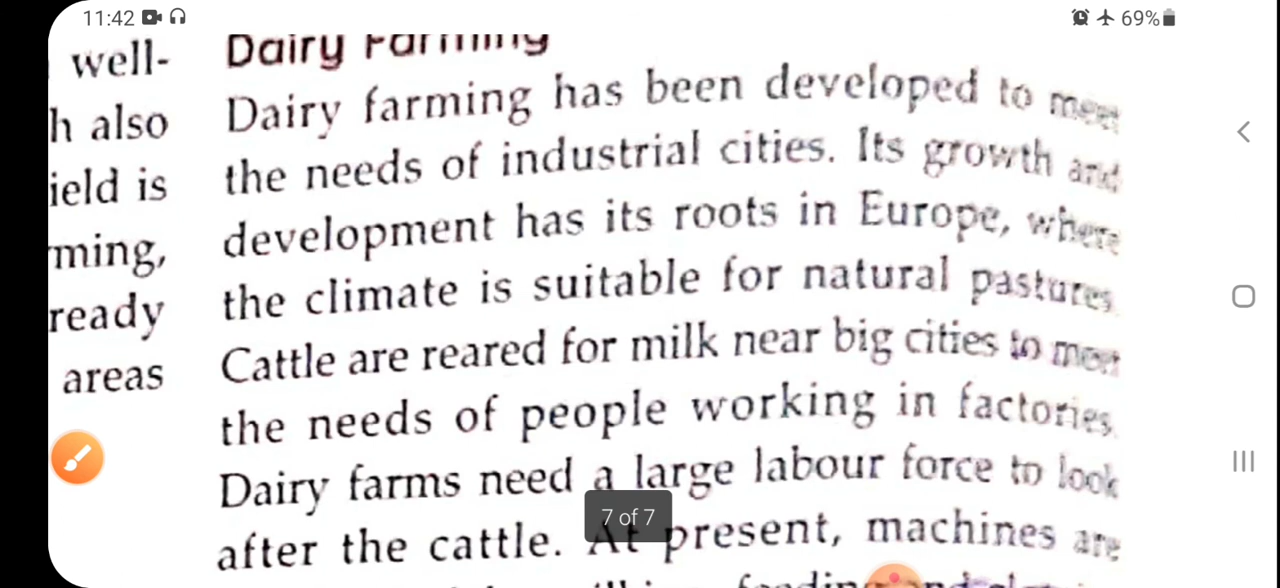 11:42
69%
well-
h also
ield is
ming,
ready
areas
Dairy Farming
Dairy farming has been developed to meet
the needs of industrial cities. Its growth and
development has its roots in Europe, where
the climate is suitable for natural pastures.
Cattle are reared for milk near big cities to meet
the needs of people working in factories.
Dairy farms need a large labour force to look
after the cattle. At present, machines are
7 of 7